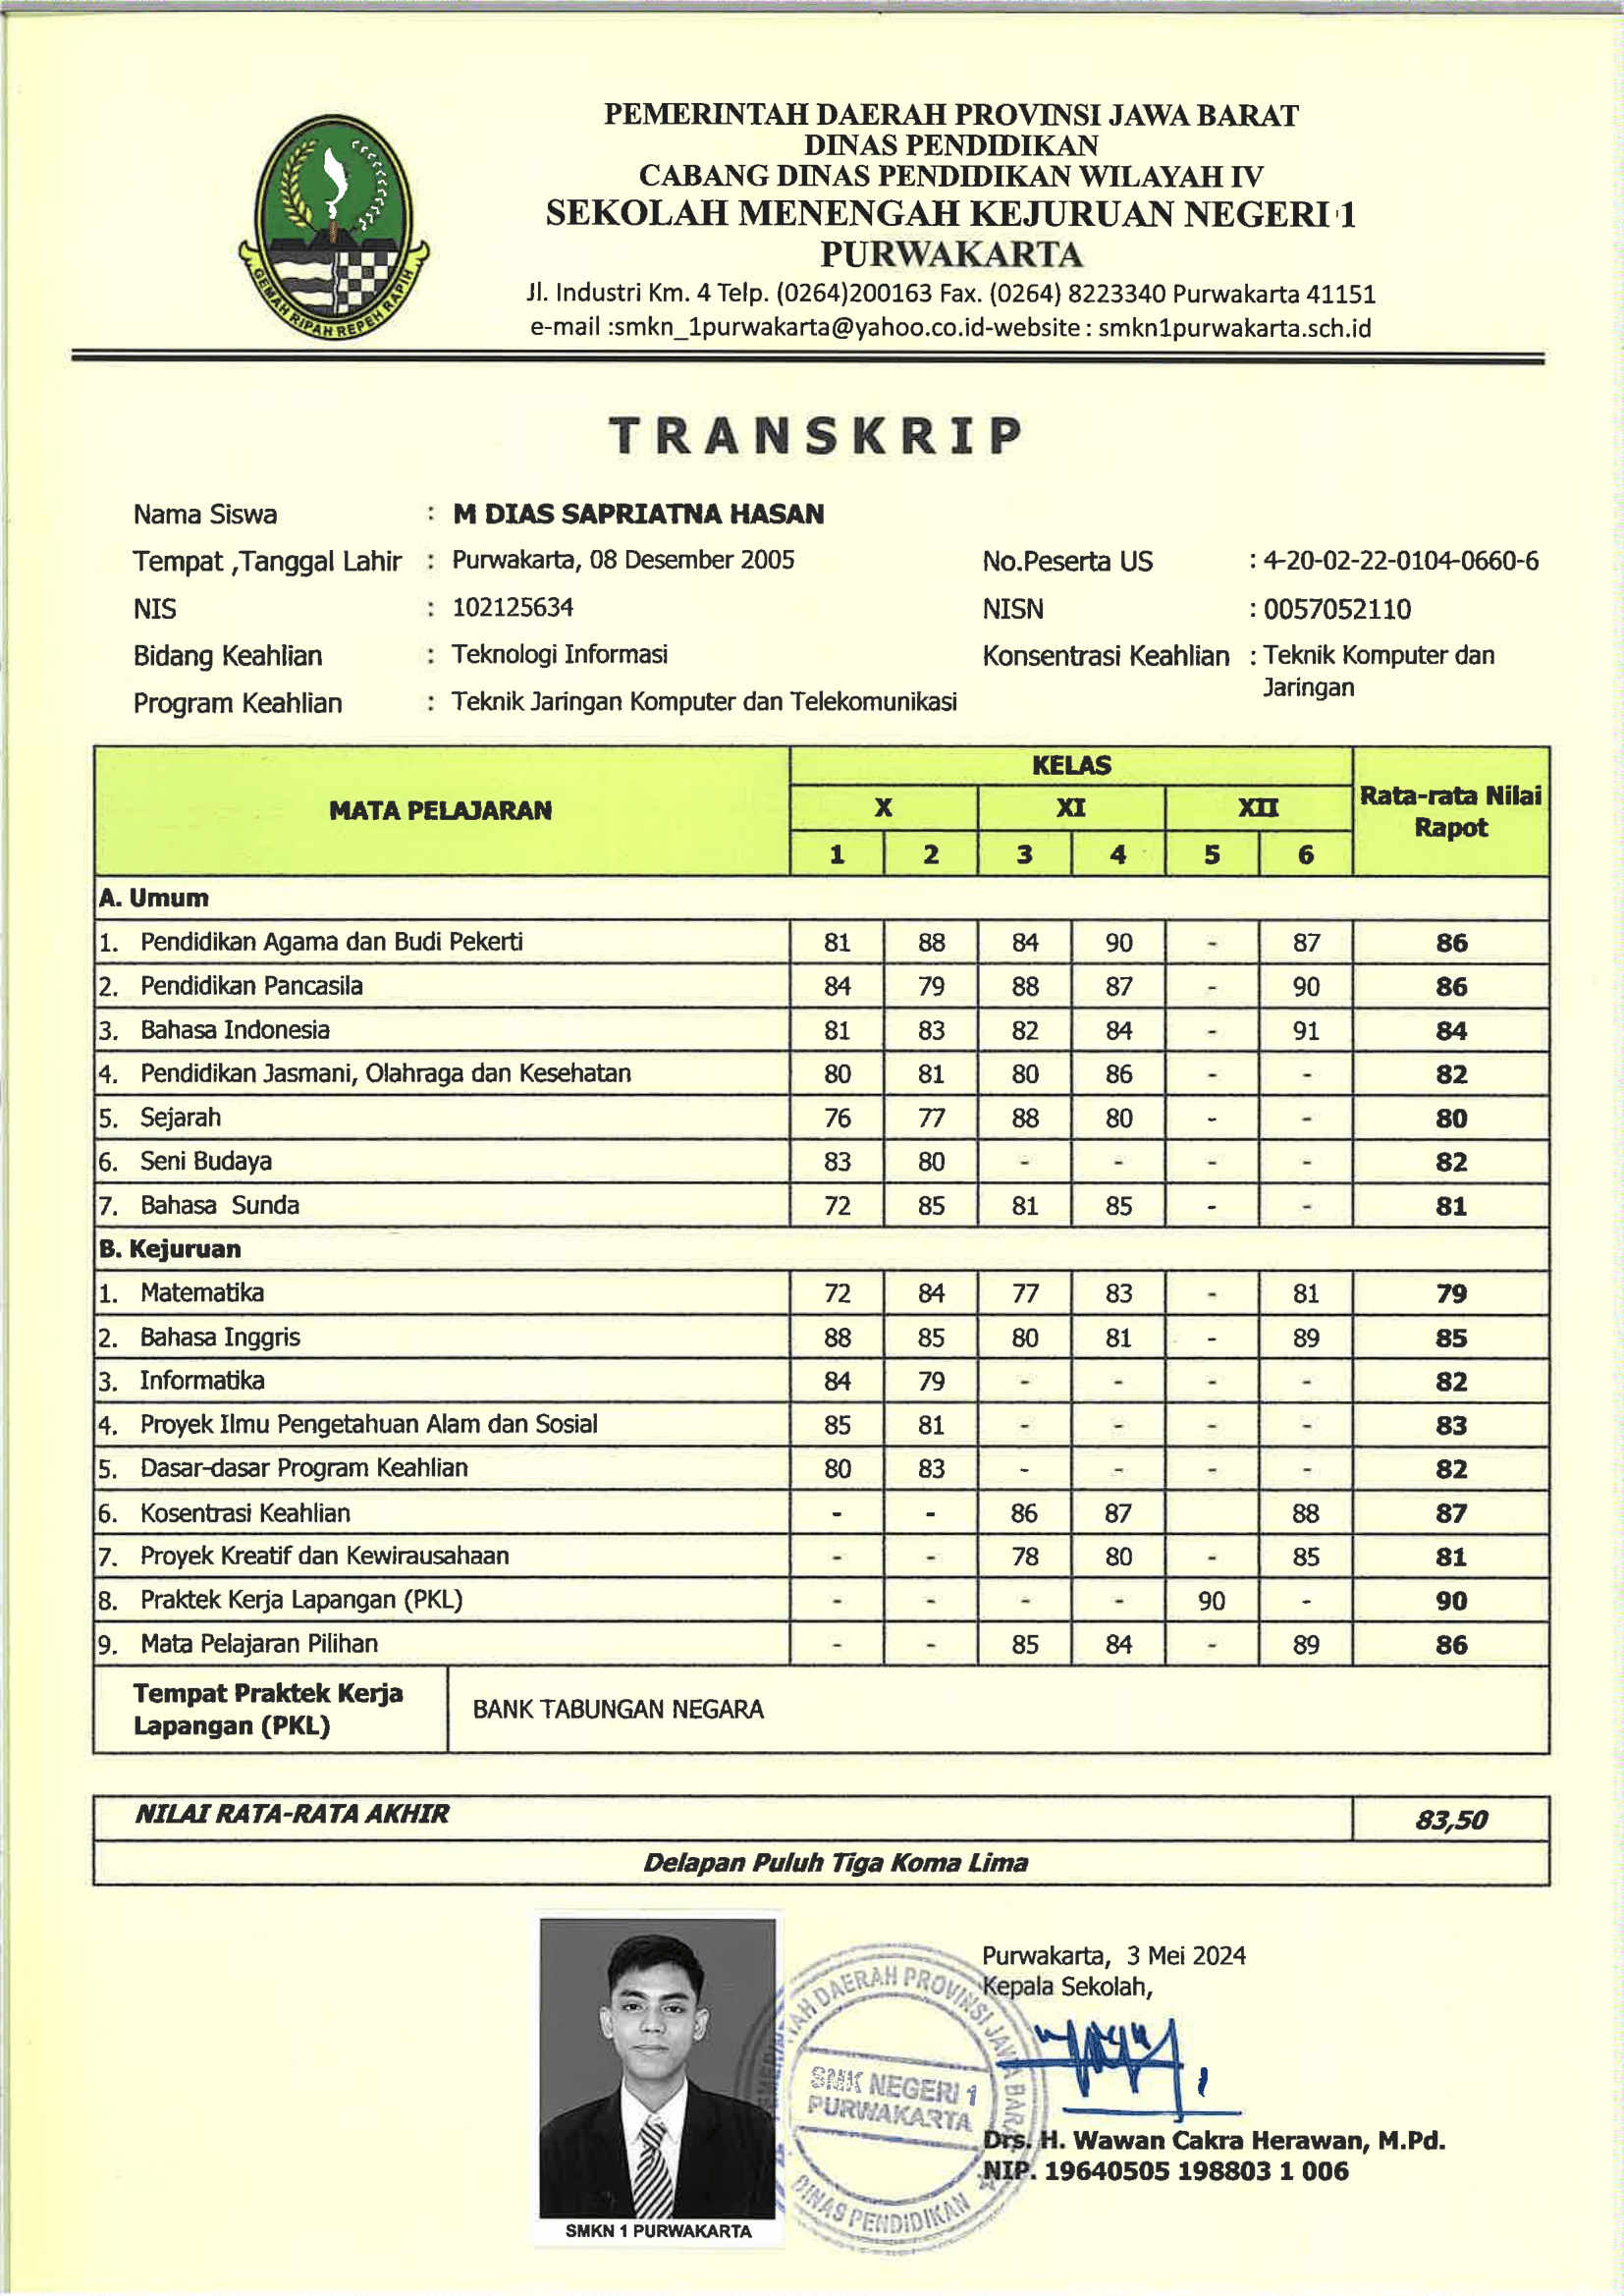 PEMERINTAH DAERAH PROVINSI JAWA BARAT
DINAS PENDIDIKAN
CABANG DINAS PENDIDIKAN WILAYAH IV
SEKOLAH MENENGAH KEJURUAN NEGERI 1
PURWAKARTA
Jl. Industri Km. 4 Telp. (0264)200163 Fax. (0264) 8223340 Purwakarta 41151
e-mail :smkn_1purwakarta@yahoo.co.id-website : smkn1purwakarta.sch.id
GEMAH RIPAH REPEH RAPIH
TRANSKRIP
Nama Siswa : M DIAS SAPRIATNA HASAN
Tempat ,Tanggal Lahir : Purwakarta, 08 Desember 2005 No.Peserta US : 4-20-02-22-0104-0660-6
NIS : 102125634 NISN : 0057052110
Bidang Keahlian : Teknologi Informasi Konsentrasi Keahlian : Teknik Komputer dan
Jaringan
Program Keahlian : Teknik Jaringan Komputer dan Telekomunikasi
MATA PELAJARAN KELAS Rata-rata Nilai
Rapot
X XI XII
1 2 3 4 5 6
A. Umum
1. Pendidikan Agama dan Budi Pekerti 81 88 84 90 - 87 86
2. Pendidikan Pancasila 84 79 88 87 - 90 86
3. Bahasa Indonesia 81 83 82 84 - 91 84
4. Pendidikan Jasmani, Olahraga dan Kesehatan 80 81 80 86 - - 82
5. Sejarah 76 77 88 80 - - 80
6. Seni Budaya 83 80 - - - - 82
7. Bahasa Sunda 72 85 81 85 - - 81
B. Kejuruan
1. Matematika 72 84 77 83 - 81 79
2. Bahasa Inggris 88 85 80 81 - 89 85
3. Informatika 84 79 - - - - 82
4. Proyek Ilmu Pengetahuan Alam dan Sosial 85 81 - - - - 83
5. Dasar-dasar Program Keahlian 80 83 - - - - 82
6. Kosentrasi Keahlian - - 86 87 88 87
7. Proyek Kreatif dan Kewirausahaan - - 78 80 - 85 81
8. Praktek Kerja Lapangan (PKL) - - - - 90 - 90
9. Mata Pelajaran Pilihan - - 85 84 - 89 86
Tempat Praktek Kerja
Lapangan (PKL)
BANK TABUNGAN NEGARA
NILAI RATA-RATA AKHIR 83,50
Delapan Puluh Tiga Koma Lima
Purwakarta, 3 Mei 2024
Kepala Sekolah,
DAERAH PROVINSI JAWA BARAT
SMK NEGERI 1
PURWAKARTA
DINAS PENDIDIKAN
Drs. H. Wawan Cakra Herawan, M.Pd.
NIP. 19640505 198803 1 006
SMKN 1 PURWAKARTA